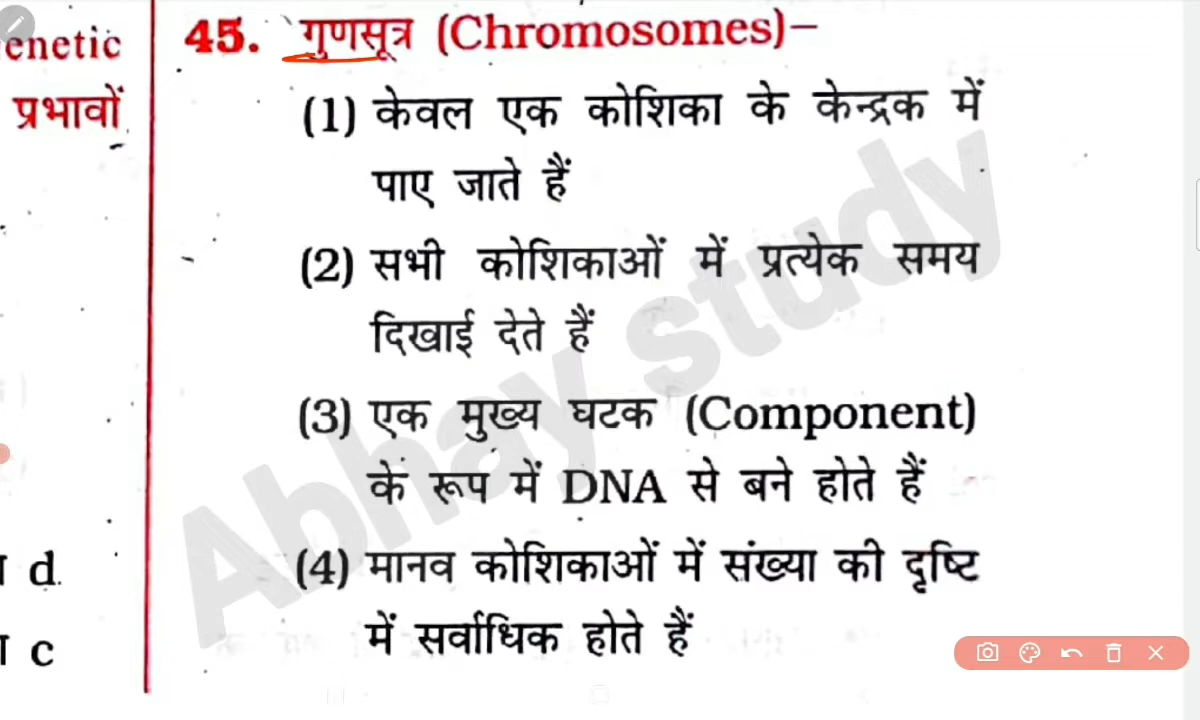 enetic
प्रभावों
d.
c
45. गुणसूत्र (Chromosomes)–
(1) केवल एक कोशिका के केन्द्रक में
पाए जाते हैं
(2) सभी कोशिकाओं में प्रत्येक समय
दिखाई देते हैं
(3) एक मुख्य घटक (Component)
के रूप में DNA से बने होते हैं
(4) मानव कोशिकाओं में संख्या की दृष्टि
में सर्वाधिक होते हैं
Abhay study